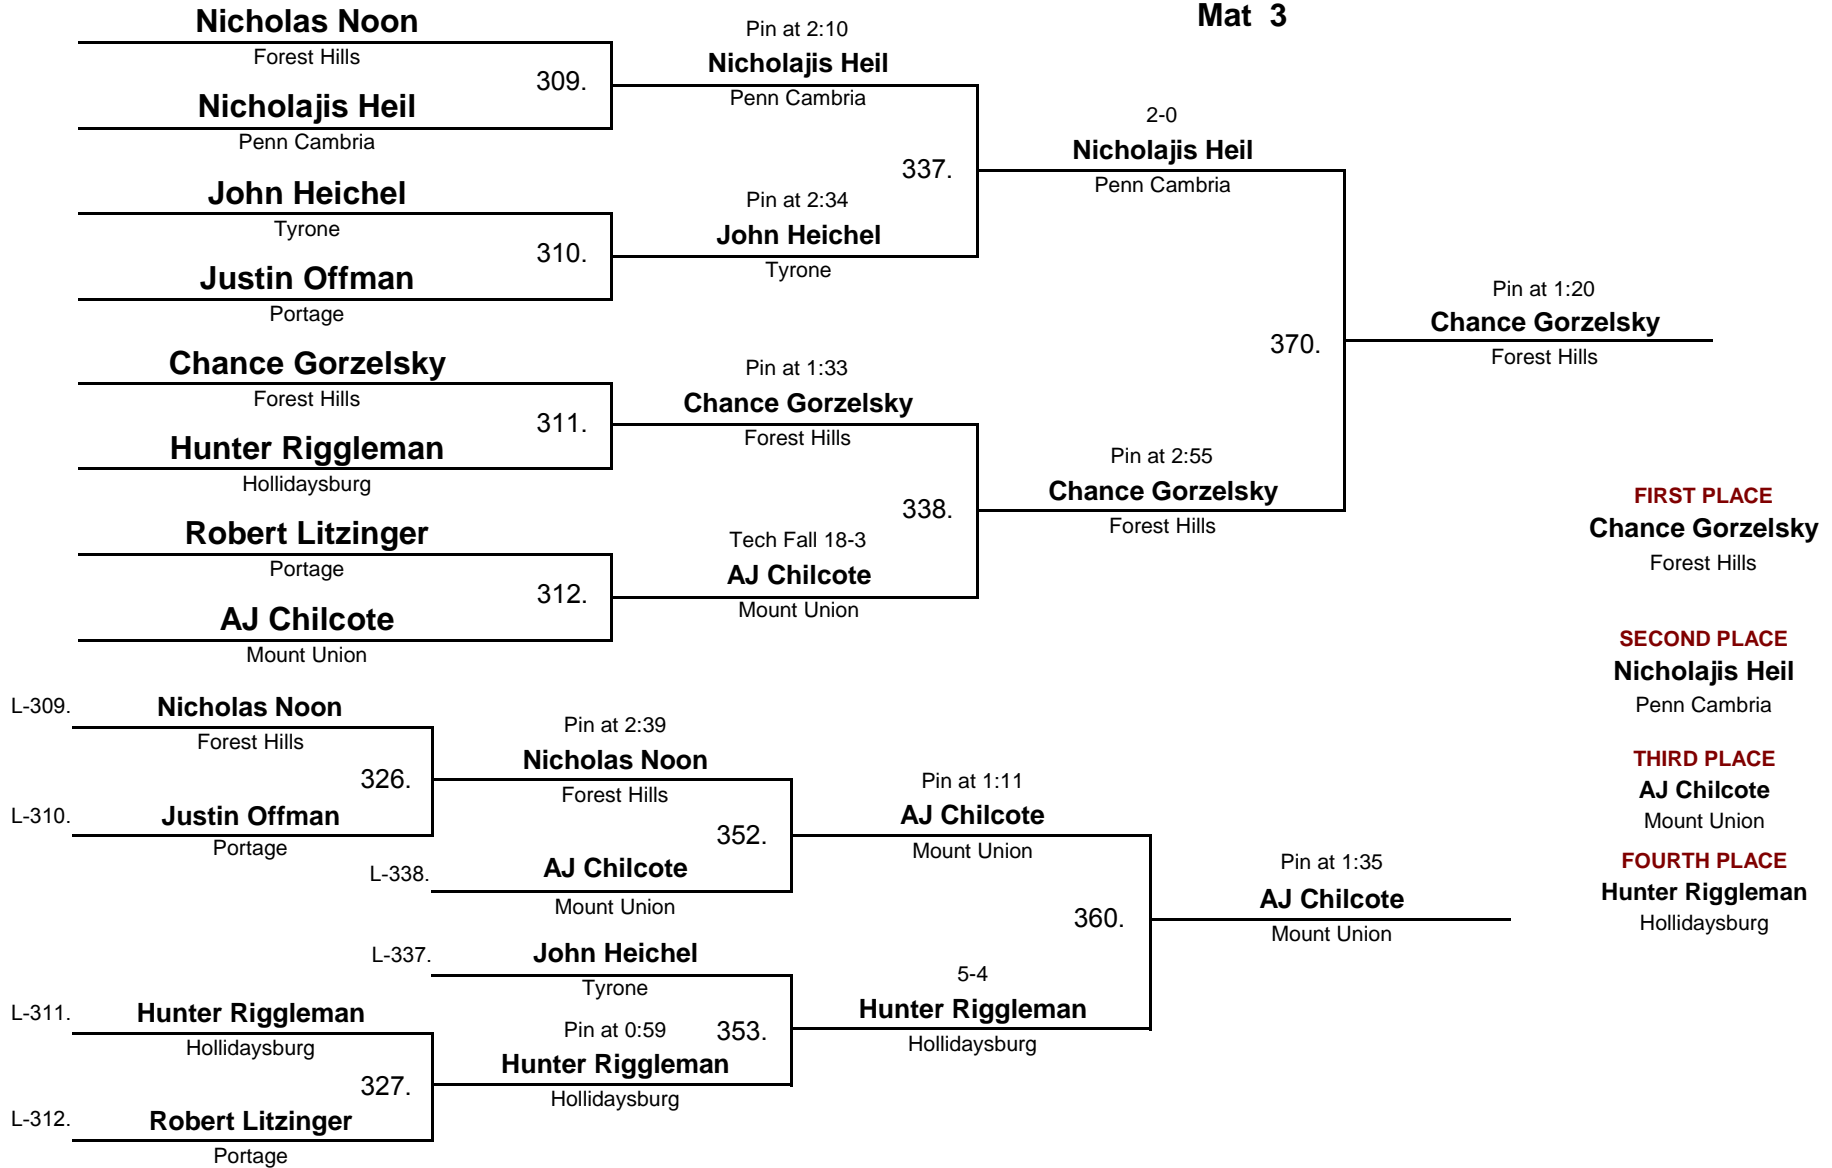 Mat 3
Nicholas Noon
Forest Hills
309.
Nicholajis Heil
Penn Cambria
Pin at 2:10
Nicholajis Heil
Penn Cambria
337.
John Heichel
Tyrone
310.
Justin Offman
Portage
Pin at 2:34
John Heichel
Tyrone
2-0
Nicholajis Heil
Penn Cambria
370.
Chance Gorzelsky
Forest Hills
311.
Hunter Riggleman
Hollidaysburg
Pin at 1:33
Chance Gorzelsky
Forest Hills
338.
Robert Litzinger
Portage
312.
AJ Chilcote
Mount Union
Tech Fall 18-3
AJ Chilcote
Mount Union
Pin at 2:55
Chance Gorzelsky
Forest Hills
Pin at 1:20
Chance Gorzelsky
Forest Hills
L-309.
Nicholas Noon
Forest Hills
326.
L-310.
Justin Offman
Portage
Pin at 2:39
Nicholas Noon
Forest Hills
352.
L-338.
AJ Chilcote
Mount Union
Pin at 1:11
AJ Chilcote
Mount Union
360.
L-337.
John Heichel
Tyrone
353.
L-311.
Hunter Riggleman
Hollidaysburg
327.
L-312.
Robert Litzinger
Portage
Pin at 0:59
Hunter Riggleman
Hollidaysburg
5-4
Hunter Riggleman
Hollidaysburg
Pin at 1:35
AJ Chilcote
Mount Union
FIRST PLACE
Chance Gorzelsky
Forest Hills
SECOND PLACE
Nicholajis Heil
Penn Cambria
THIRD PLACE
AJ Chilcote
Mount Union
FOURTH PLACE
Hunter Riggleman
Hollidaysburg